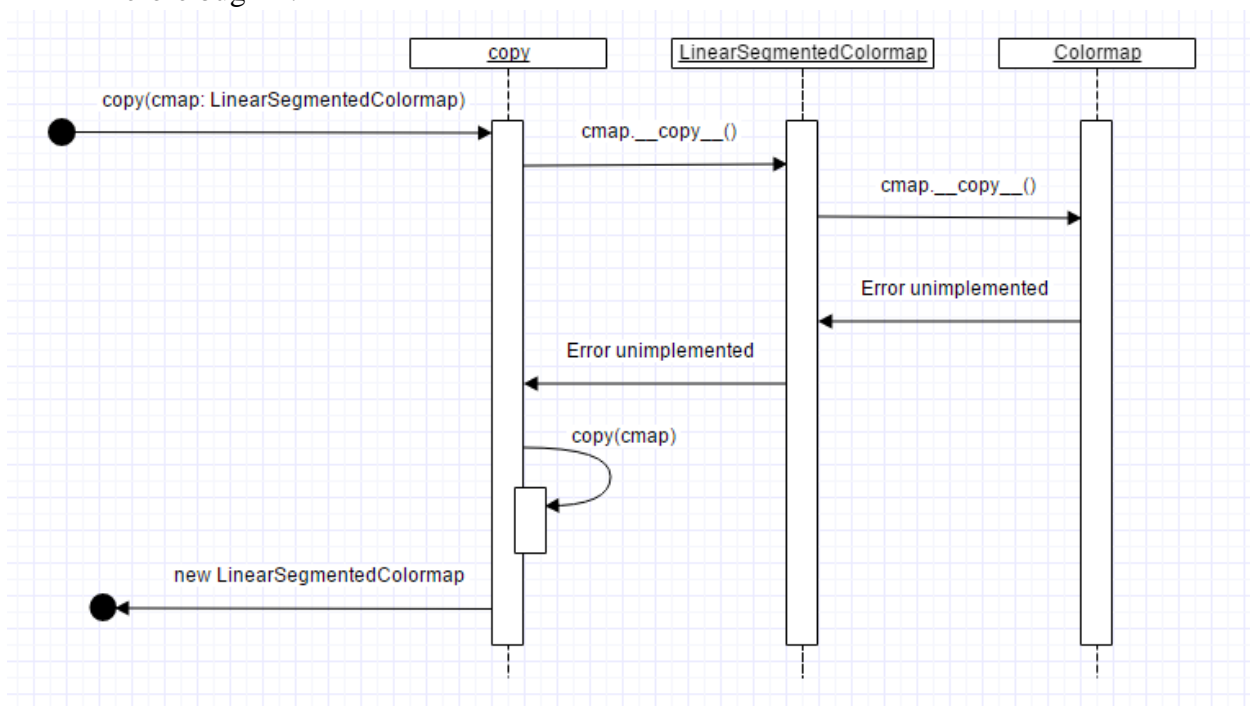 copy
LinearSegmentedColormap
Colormap
copy(cmap: LinearSegmentedColormap)
cmap.__copy__()
cmap.__copy__()
Error unimplemented
Error unimplemented
copy(cmap)
new LinearSegmentedColormap